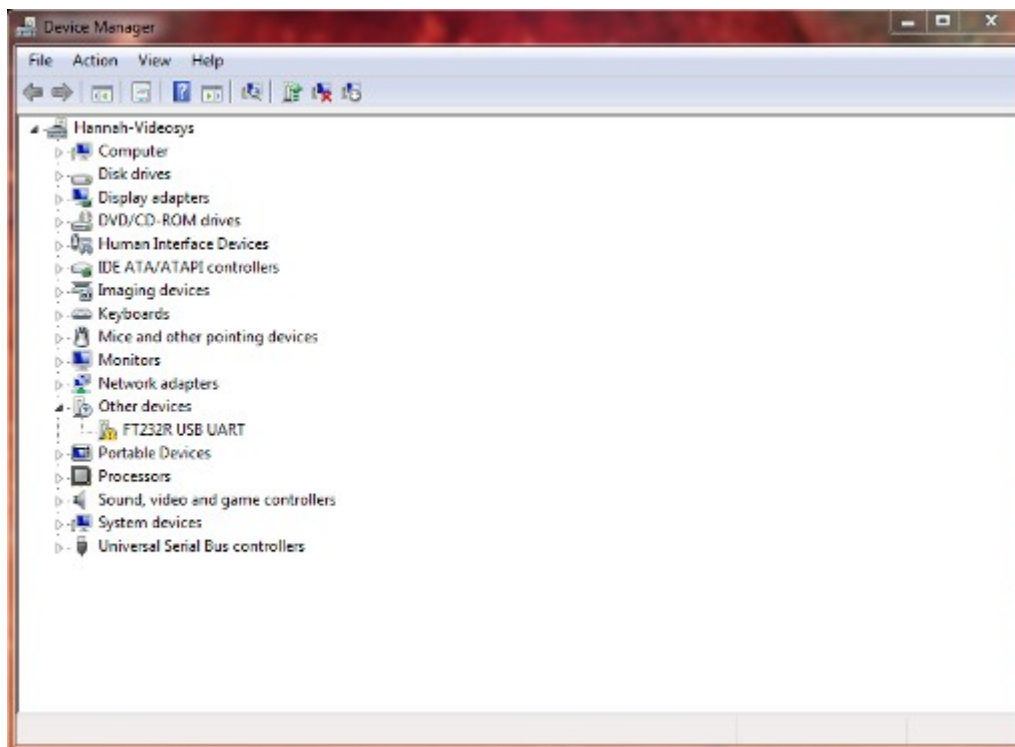 Device Manager
File Action View Help
Hannah-Videosys
Computer
Disk drives
Display adapters
DVD/CD-ROM drives
Human Interface Devices
IDE ATA/ATAPI controllers
Imaging devices
Keyboards
Mice and other pointing devices
Monitors
Network adapters
Other devices
FT232R USB UART
Portable Devices
Processors
Sound, video and game controllers
System devices
Universal Serial Bus controllers